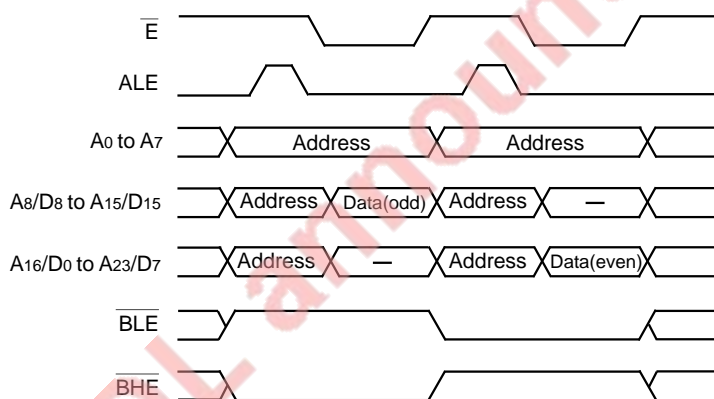 E
ALE
A0 to A7 Address Address
A8/D8 to A15/D15 Address Data(odd) Address —
A16/D0 to A23/D7 Address — Address Data(even)
BLE
BHE